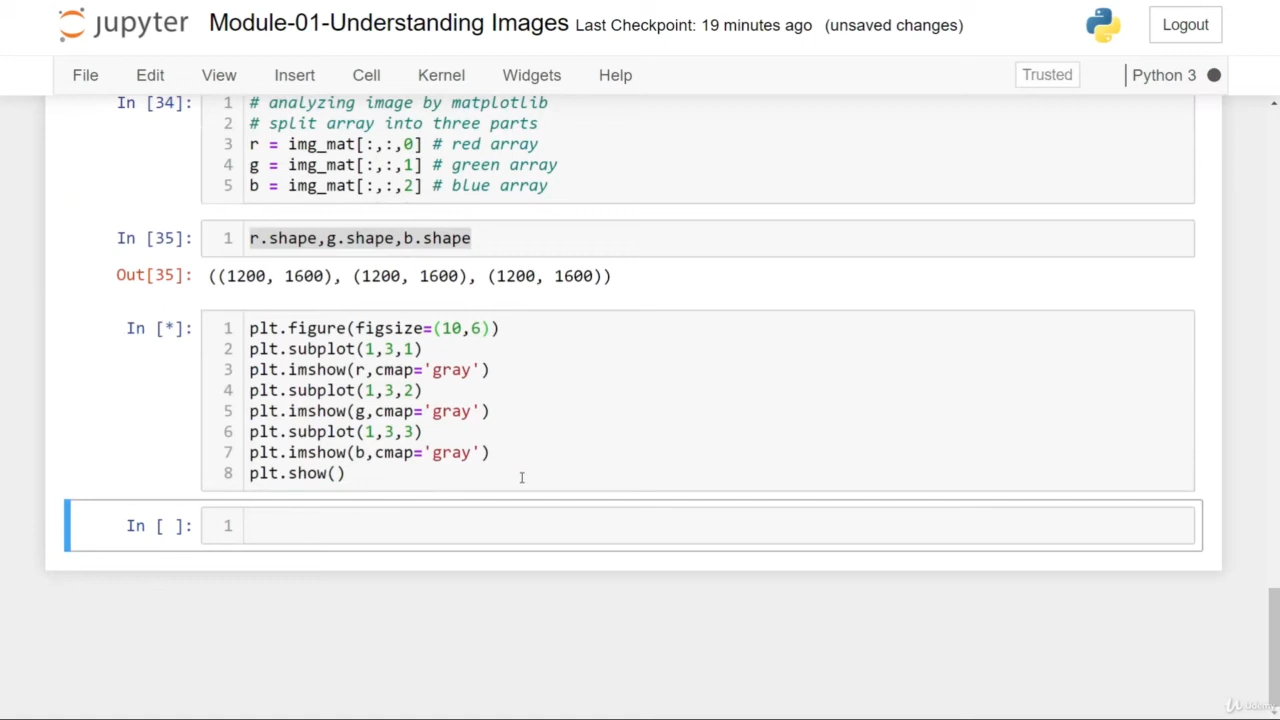 jupyter Module-01-Understanding Images Last Checkpoint: 19 minutes ago (unsaved changes) Logout
File Edit View Insert Cell Kernel Widgets Help Trusted Python 3
In [34]: 1 # analyzing image by matplotlib
2 # split array into three parts
3 r = img_mat[:,:,0] # red array
4 g = img_mat[:,:,1] # green array
5 b = img_mat[:,:,2] # blue array
In [35]: 1 r.shape,g.shape,b.shape
Out[35]: ((1200, 1600), (1200, 1600), (1200, 1600))
In [*]: 1 plt.figure(figsize=(10,6))
2 plt.subplot(1,3,1)
3 plt.imshow(r,cmap='gray')
4 plt.subplot(1,3,2)
5 plt.imshow(g,cmap='gray')
6 plt.subplot(1,3,3)
7 plt.imshow(b,cmap='gray')
8 plt.show()
In [ ]: 1
Udemy